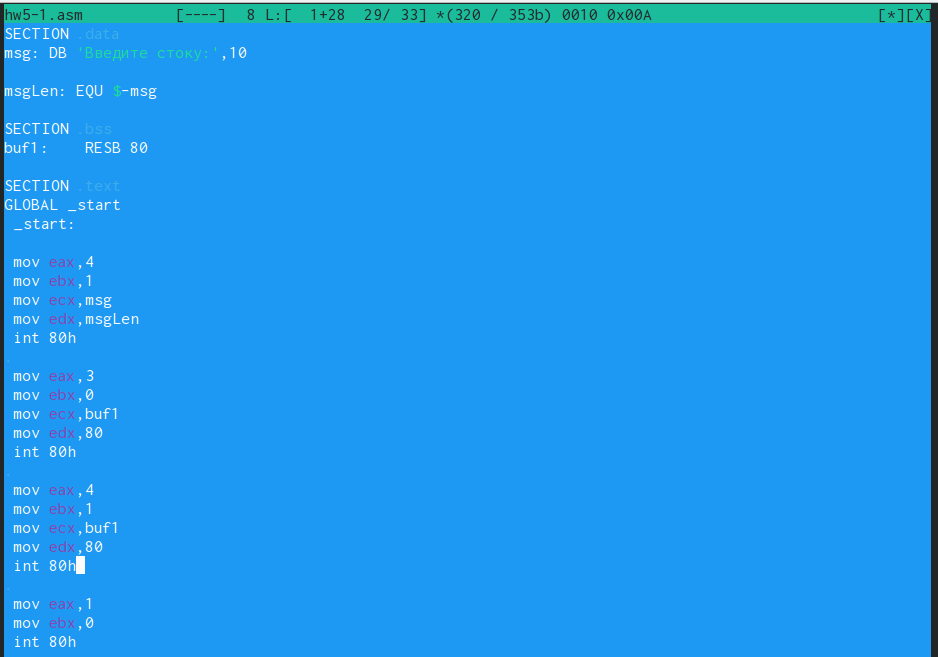 hw5-1.asm [----] 8 L:[ 1+28 29/ 33] *(320 / 353b) 0010 0x00A [*][X]
SECTION .data
msg: DB 'Введите стоку:',10
msgLen: EQU $-msg
SECTION .bss
buf1: RESB 80
SECTION .text
GLOBAL _start
_start:
mov eax,4
mov ebx,1
mov ecx,msg
mov edx,msgLen
int 80h
mov eax,3
mov ebx,0
mov ecx,buf1
mov edx,80
int 80h
mov eax,4
mov ebx,1
mov ecx,buf1
mov edx,80
int 80h
mov eax,1
mov ebx,0
int 80h